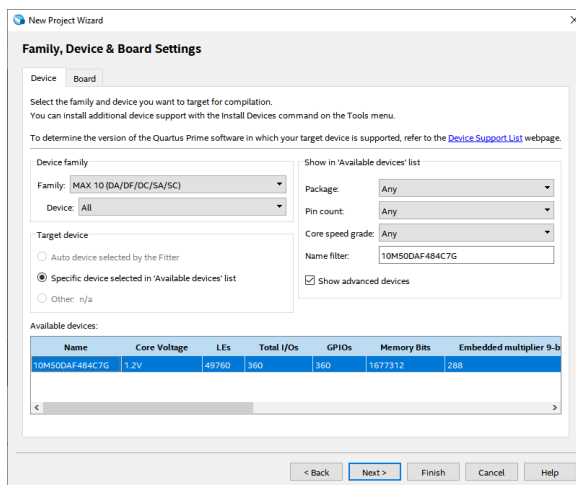 New Project Wizard
Family, Device & Board Settings
Device Board
Select the family and device you want to target for compilation.
You can install additional device support with the Install Devices command on the Tools menu.
To determine the version of the Quartus Prime software in which your target device is supported, refer to the Device Support List webpage.
Device family
Family: MAX 10 (DA/DF/DC/SA/SC)
Device: All
Target device
Auto device selected by the Fitter
Specific device selected in 'Available devices' list
Other: n/a
Show in 'Available devices' list
Package: Any
Pin count: Any
Core speed grade: Any
Name filter: 10M50DAF484C7G
Show advanced devices
Available devices:
Name Core Voltage LEs Total I/Os GPIOs Memory Bits Embedded multiplier 9-b
10M50DAF484C7G 1.2V 49760 360 360 1677312 288
< Back Next > Finish Cancel Help